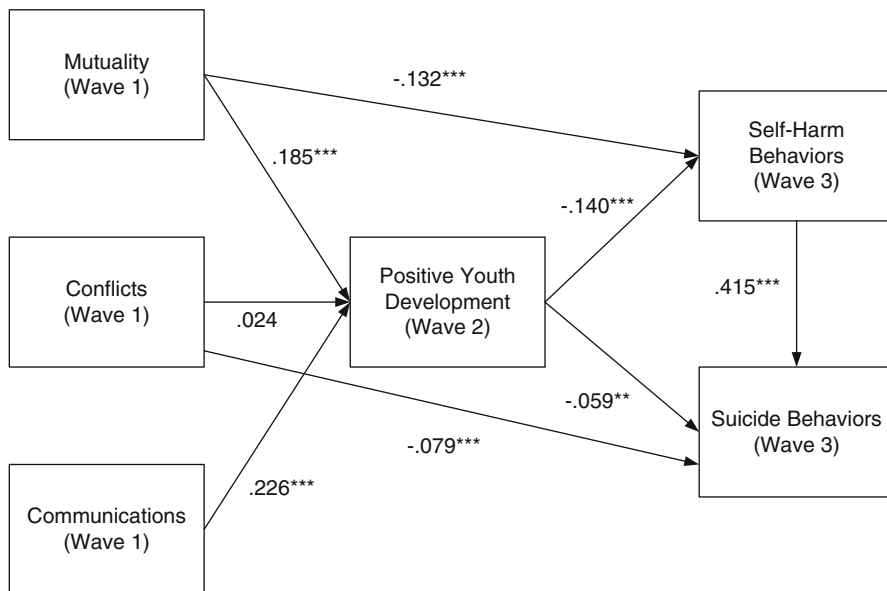 Mutuality
(Wave 1)
-.132***
Self-Harm
Behaviors
(Wave 3)
.185***
-.140***
Conflicts
(Wave 1)
.024
Positive Youth
Development
(Wave 2)
.415***
-.059**
Suicide Behaviors
(Wave 3)
-.079***
.226***
Communications
(Wave 1)